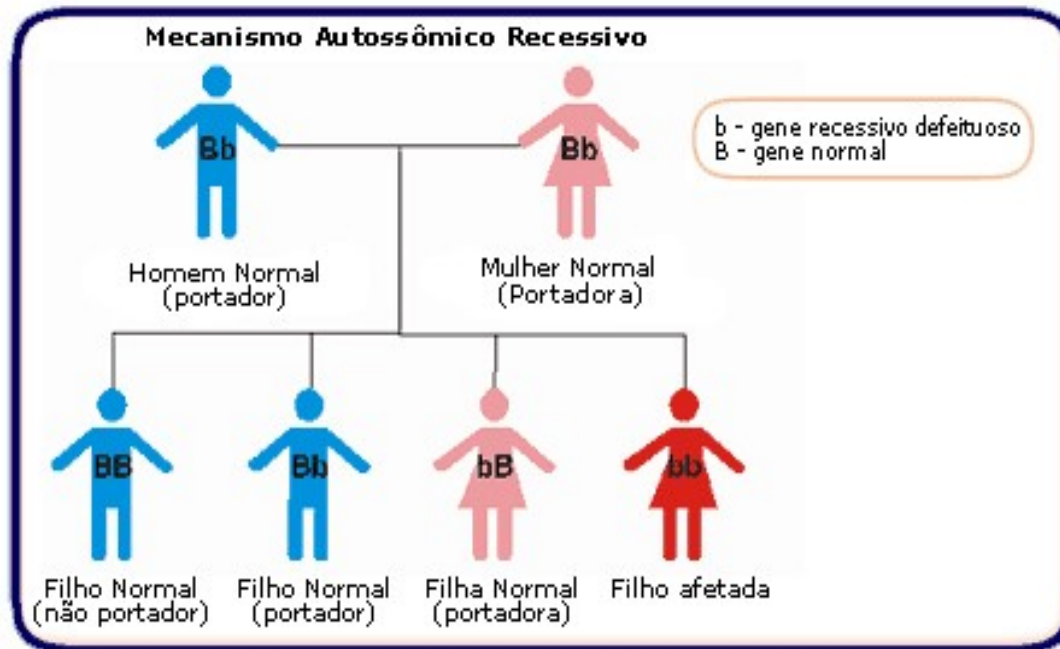 Mecanismo Autossômico Recessivo
Bb
Bb
b - gene recessivo defeituoso
B - gene normal
Homem Normal
(portador)
Mulher Normal
(Portadora)
BB
Bb
bB
bb
Filho Normal
(não portador)
Filho Normal
(portador)
Filha Normal
(portadora)
Filho afetada